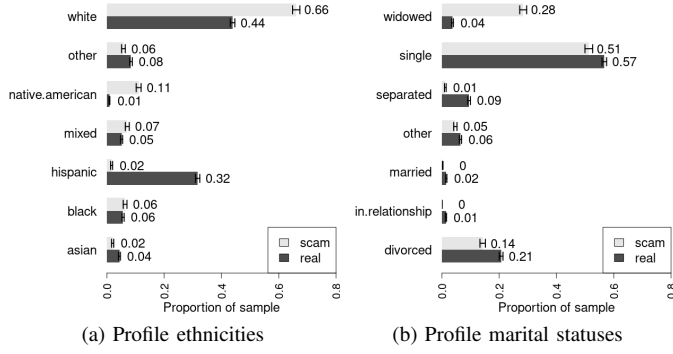 white
0.66
0.44
other
0.06
0.08
native.american
0.11
0.01
mixed
0.07
0.05
hispanic
0.02
0.32
black
0.06
0.06
asian
0.02
0.04
scam
real
0.0 0.2 0.4 0.6 0.8
Proportion of sample
(a) Profile ethnicities
widowed
0.28
0.04
single
0.51
0.57
separated
0.01
0.09
other
0.05
0.06
married
0
0.02
in.relationship
0
0.01
divorced
0.14
0.21
scam
real
0.0 0.2 0.4 0.6 0.8
Proportion of sample
(b) Profile marital statuses